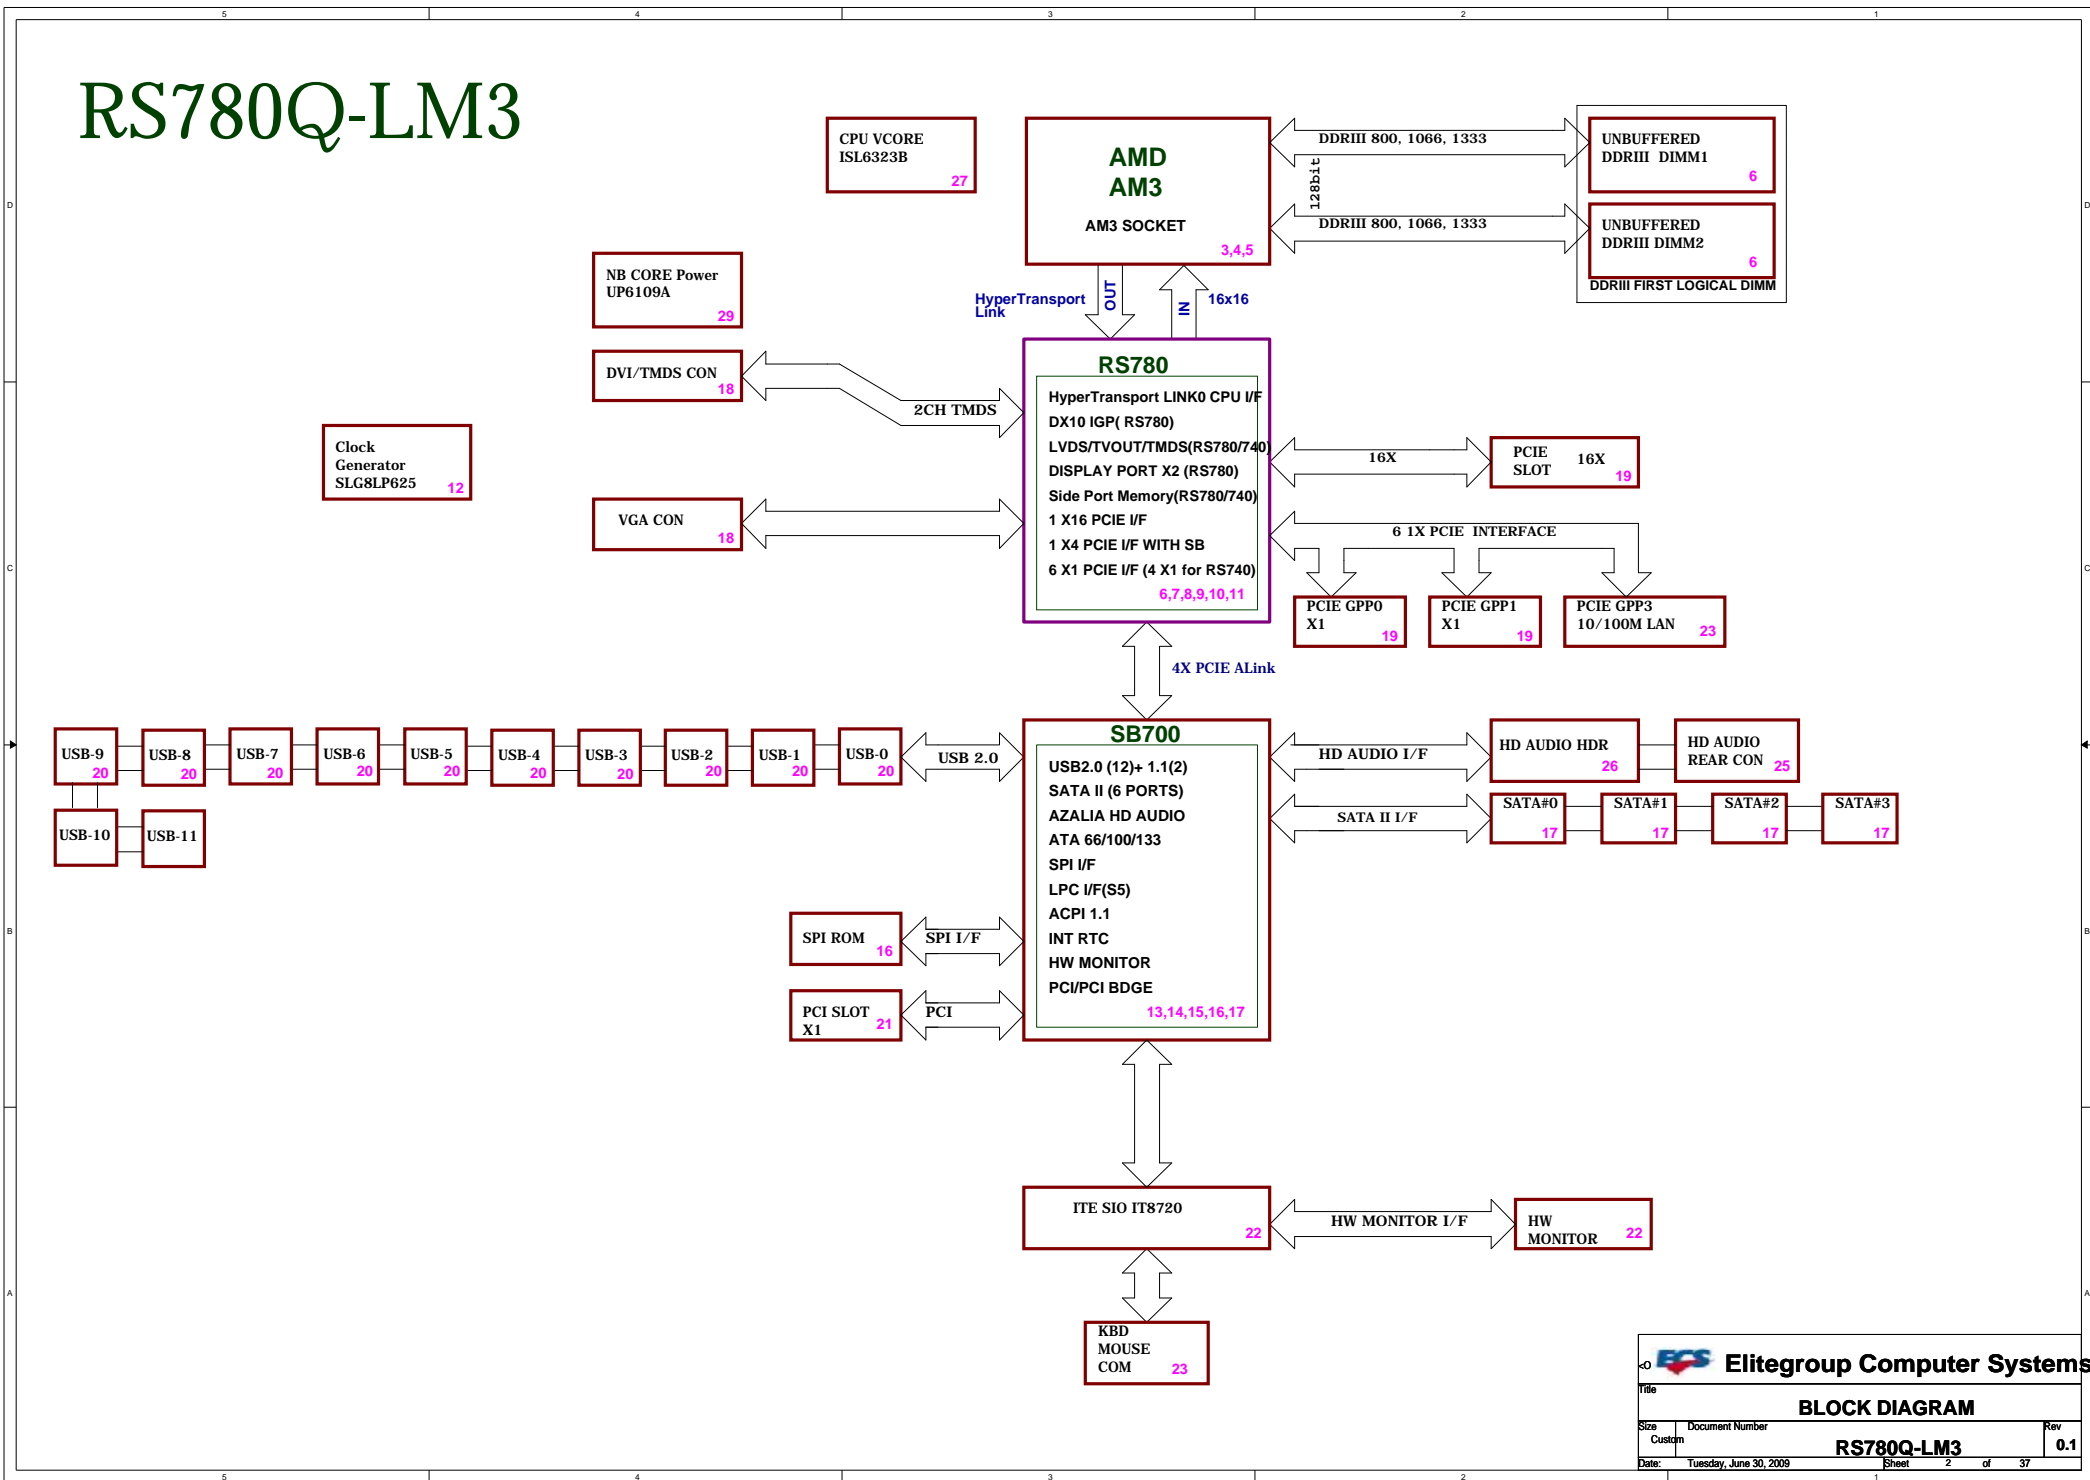 5
4
3
2
1
RS780Q-LM3
CPU VCORE
ISL6323B
27
AMD
AM3
AM3 SOCKET
3,4,5
DDRIII 800, 1066, 1333
128bit
DDRIII 800, 1066, 1333
UNBUFFERED
DDRIII DIMM1
6
UNBUFFERED
DDRIII DIMM2
6
DDRIII FIRST LOGICAL DIMM
D
D
NB CORE Power
UP6109A
29
HyperTransport
Link
OUT
IN
16x16
DVI/TMDS CON
18
2CH TMDS
Clock
Generator
SLG8LP625
12
VGA CON
18
RS780
HyperTransport LINK0 CPU I/F
DX10 IGP( RS780)
LVDS/TVOUT/TMDS(RS780/740)
DISPLAY PORT X2 (RS780)
Side Port Memory(RS780/740)
1 X16 PCIE I/F
1 X4 PCIE I/F WITH SB
6 X1 PCIE I/F (4 X1 for RS740)
6,7,8,9,10,11
16X
PCIE
SLOT
16X
19
6 1X PCIE INTERFACE
PCIE GPP0
X1
19
PCIE GPP1
X1
19
PCIE GPP3
10/100M LAN
23
C
C
4X PCIE ALink
USB-9
20
USB-8
20
USB-7
20
USB-6
20
USB-5
20
USB-4
20
USB-3
20
USB-2
20
USB-1
20
USB-0
20
USB 2.0
USB-10
USB-11
SB700
USB2.0 (12)+ 1.1(2)
SATA II (6 PORTS)
AZALIA HD AUDIO
ATA 66/100/133
SPI I/F
LPC I/F(S5)
ACPI 1.1
INT RTC
HW MONITOR
PCI/PCI BDGE
13,14,15,16,17
HD AUDIO I/F
HD AUDIO HDR
26
HD AUDIO
REAR CON
25
SATA II I/F
SATA#0
17
SATA#1
17
SATA#2
17
SATA#3
17
SPI ROM
16
SPI I/F
PCI SLOT
X1
21
PCI
B
B
ITE SIO IT8720
22
HW MONITOR I/F
HW
MONITOR
22
KBD
MOUSE
COM
23
A
A
<O
ECS
Elitegroup Computer Systems
Title
BLOCK DIAGRAM
Size
Custom
Document Number
RS780Q-LM3
Rev
0.1
Date:
Tuesday, June 30, 2009
Sheet
2
of
37
5
4
3
2
1